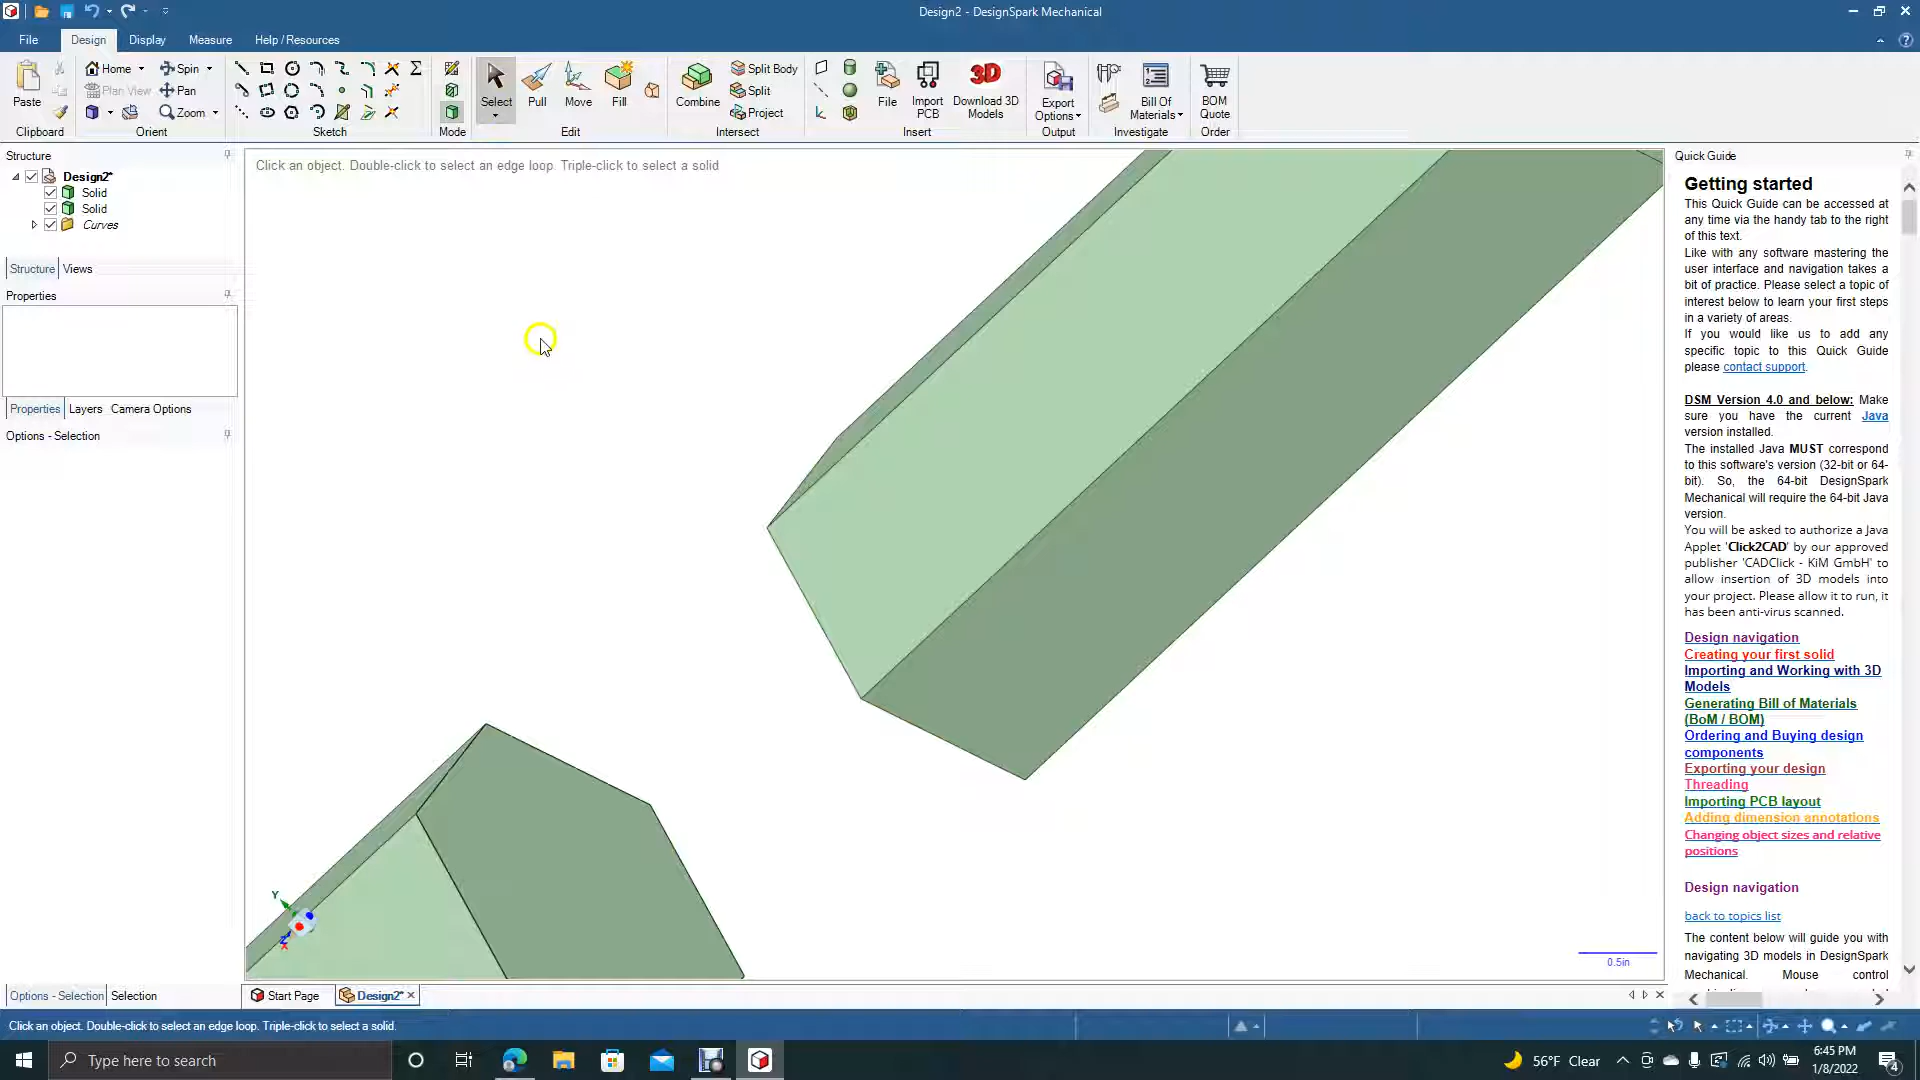 Design2 - DesignSpark Mechanical
File Design Display Measure Help / Resources
Paste
Home
Plan View
Spin
Pan
Zoom
Select
Pull
Move
Fill
Combine
Split Body
Split
Project
File
Import
PCB
Download 3D
Models
Export
Options
Bill Of
Materials
BOM
Quote
Clipboard Orient Sketch Mode Edit Intersect Insert Output Investigate Order
Structure
Design2*
Solid
Solid
Curves
Structure Views
Properties
Properties Layers Camera Options
Options - Selection
Options - Selection Selection
Click an object. Double-click to select an edge loop. Triple-click to select a solid
Y
Z
X
0.5in
Start Page
Design2*
Quick Guide
Getting started
This Quick Guide can be accessed at
any time via the handy tab to the right
of this text.
Like with any software mastering the
user interface and navigation takes a
bit of practice. Please select a topic of
interest below to learn your first steps
in a variety of areas.
If you would like us to add any
specific topic to this Quick Guide
please contact support.
DSM Version 4.0 and below: Make
sure you have the current Java
version installed.
The installed Java MUST correspond
to this software's version (32-bit or 64-
bit). So, the 64-bit DesignSpark
Mechanical will require the 64-bit Java
version.
You will be asked to authorize a Java
Applet 'Click2CAD' by our approved
publisher 'CADClick - KiM GmbH' to
allow insertion of 3D models into
your project. Please allow it to run, it
has been anti-virus scanned.
Design navigation
Creating your first solid
Importing and Working with 3D
Models
Generating Bill of Materials
(BoM / BOM)
Ordering and Buying design
components
Exporting your design
Threading
Importing PCB layout
Adding dimension annotations
Changing object sizes and relative
positions
Design navigation
back to topics list
The content below will guide you with
navigating 3D models in DesignSpark
Mechanical. Mouse control
Click an object. Double-click to select an edge loop. Triple-click to select a solid.
Type here to search
56°F Clear
6:45 PM
1/8/2022
4